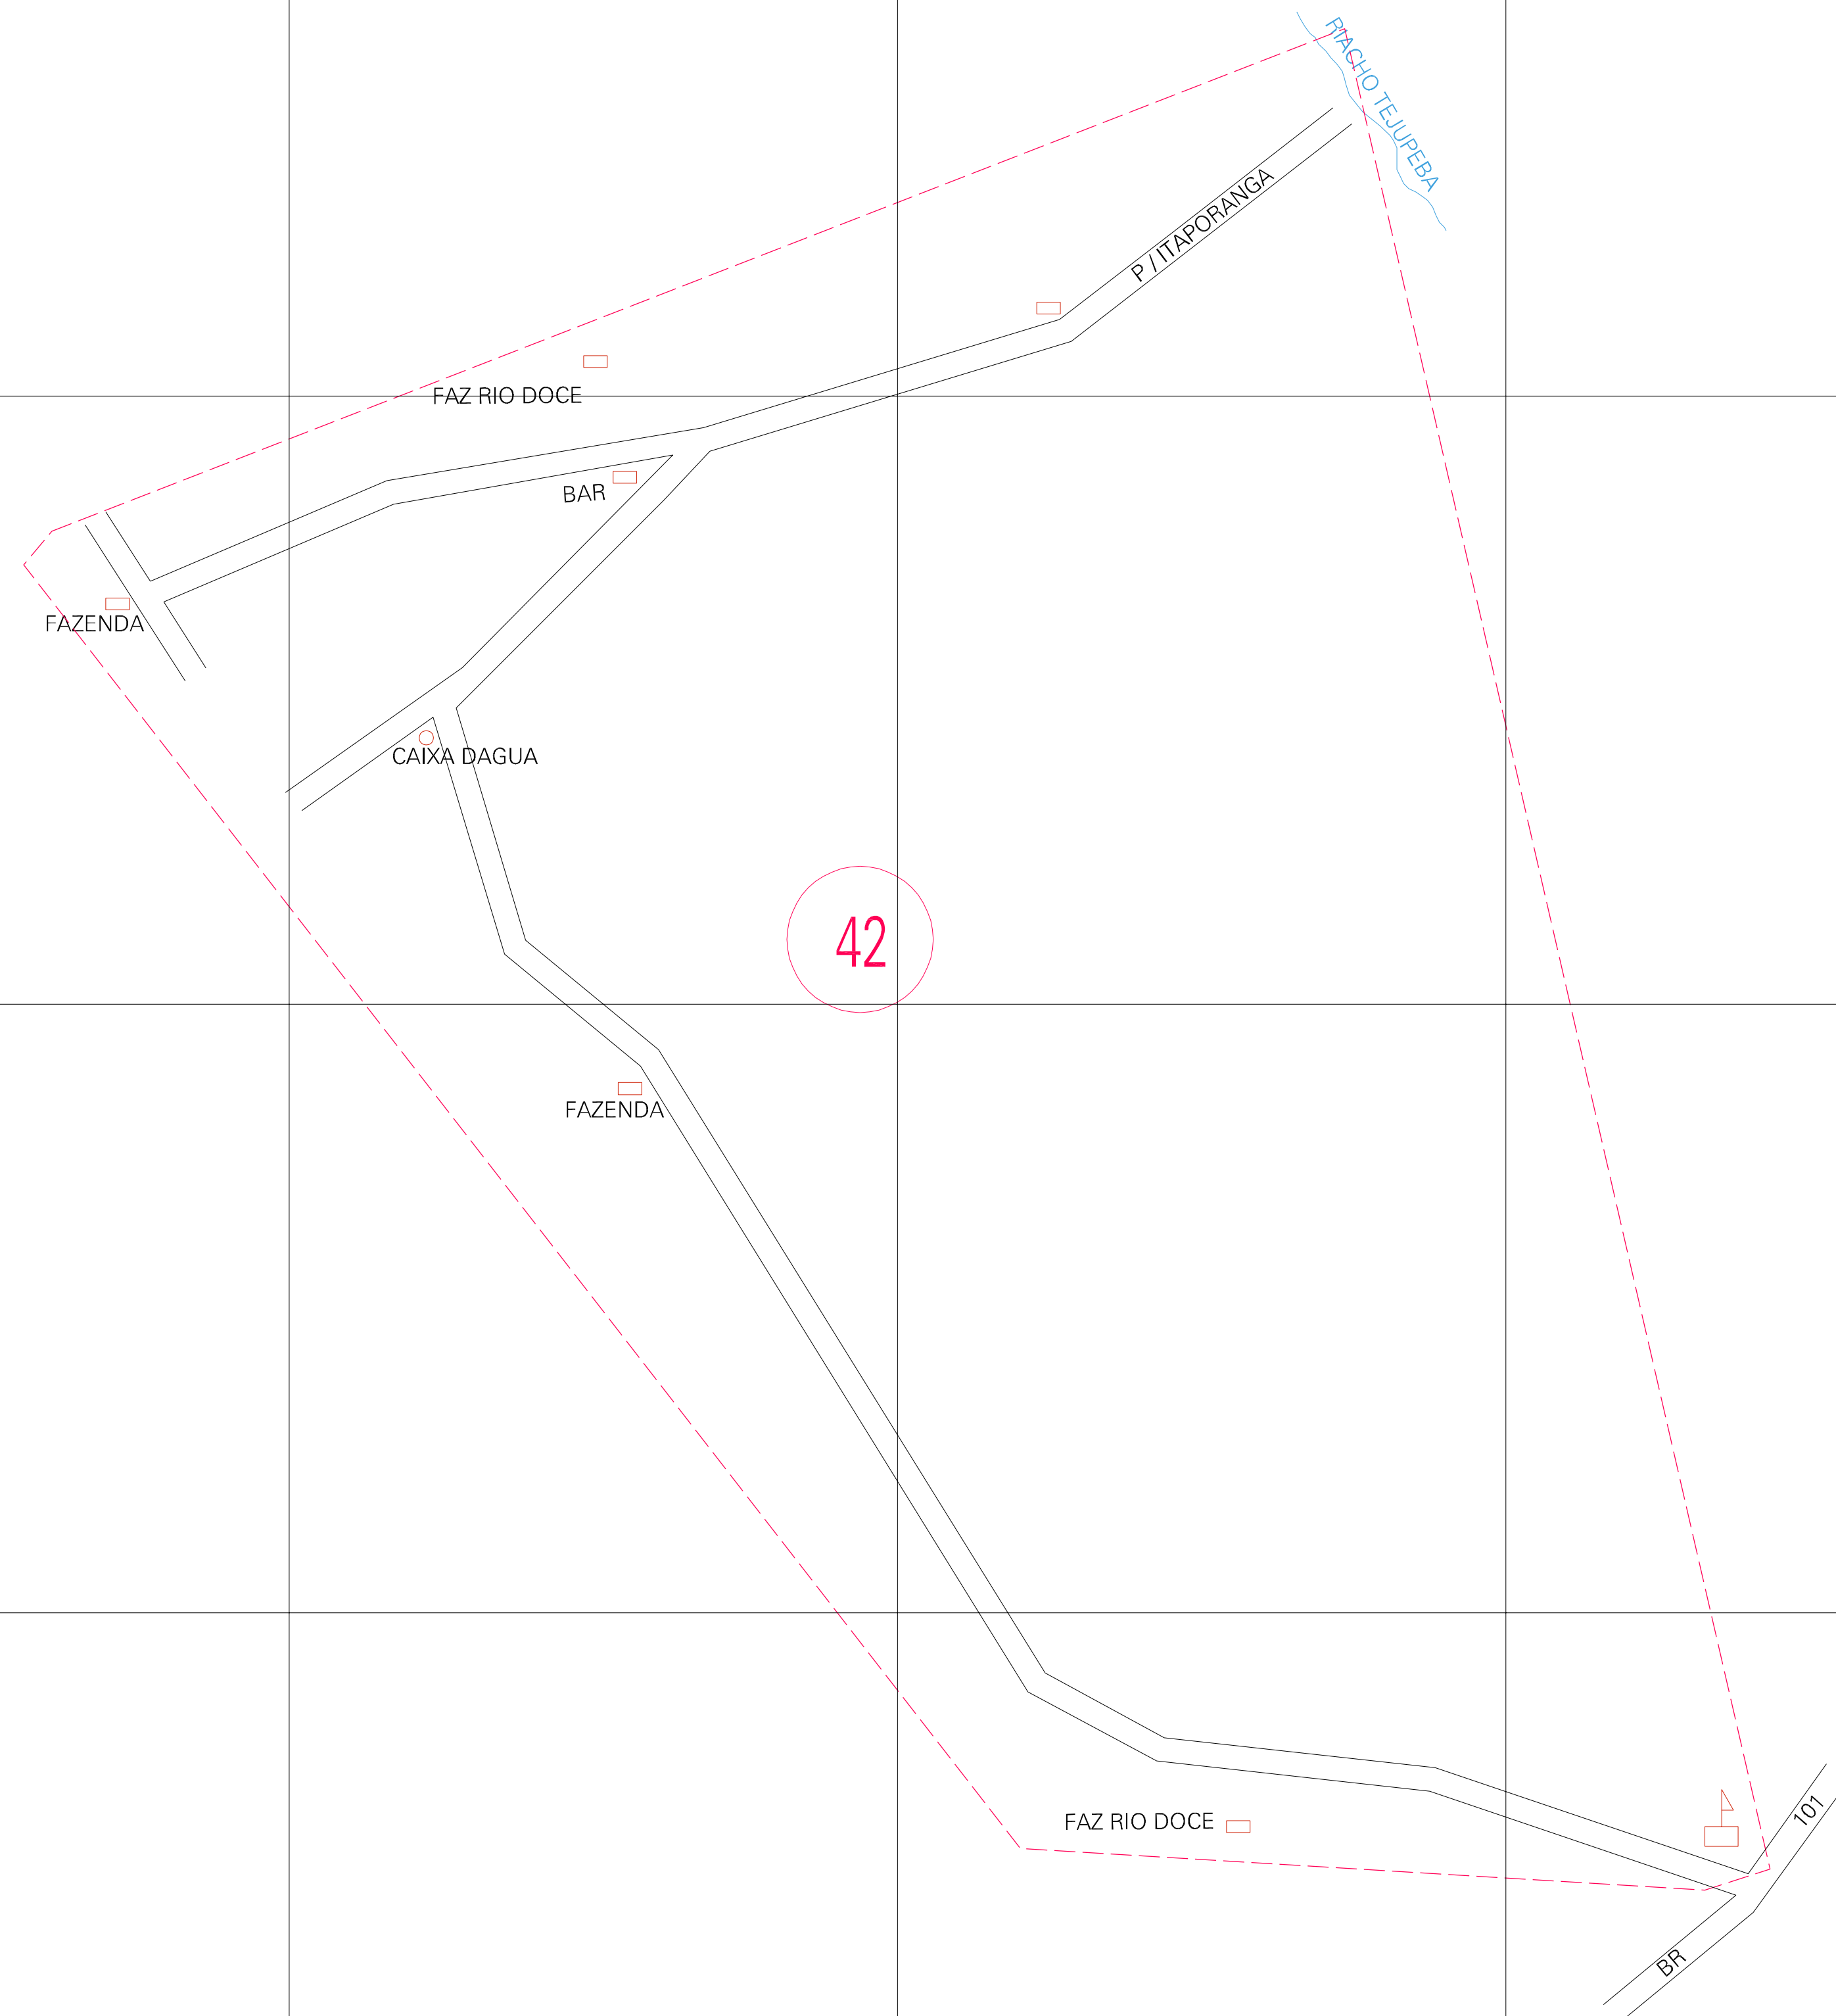 RIACHO TEJUPEBA
P / ITAPORANGA
FAZ RIO DOCE
BAR
FAZENDA
CAIXA DAGUA
42
FAZENDA
FAZ RIO DOCE
101
BR